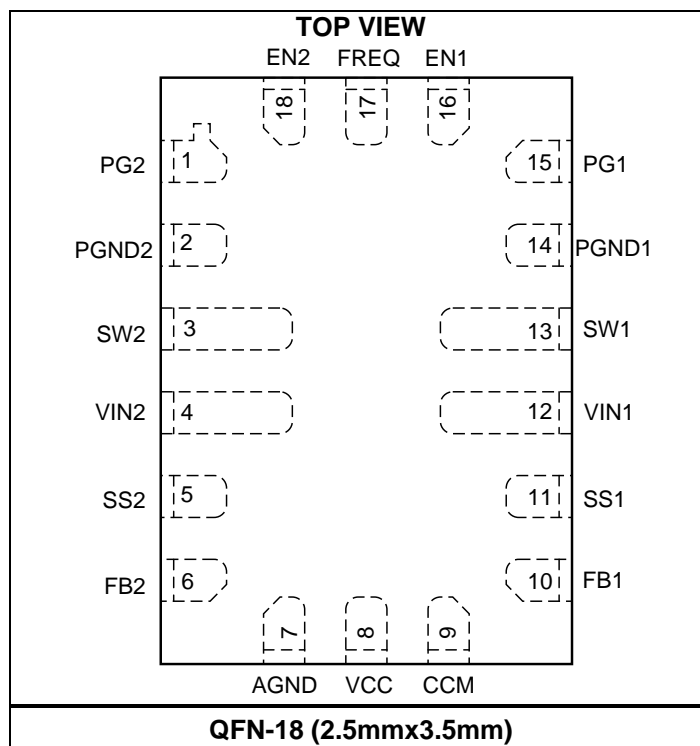 TOP VIEW
EN2 FREQ EN1
18 17 16
PG2 1 15 PG1
PGND2 2 14 PGND1
SW2 3 13 SW1
VIN2 4 12 VIN1
SS2 5 11 SS1
FB2 6 10 FB1
7 8 9
AGND VCC CCM
QFN-18 (2.5mmx3.5mm)